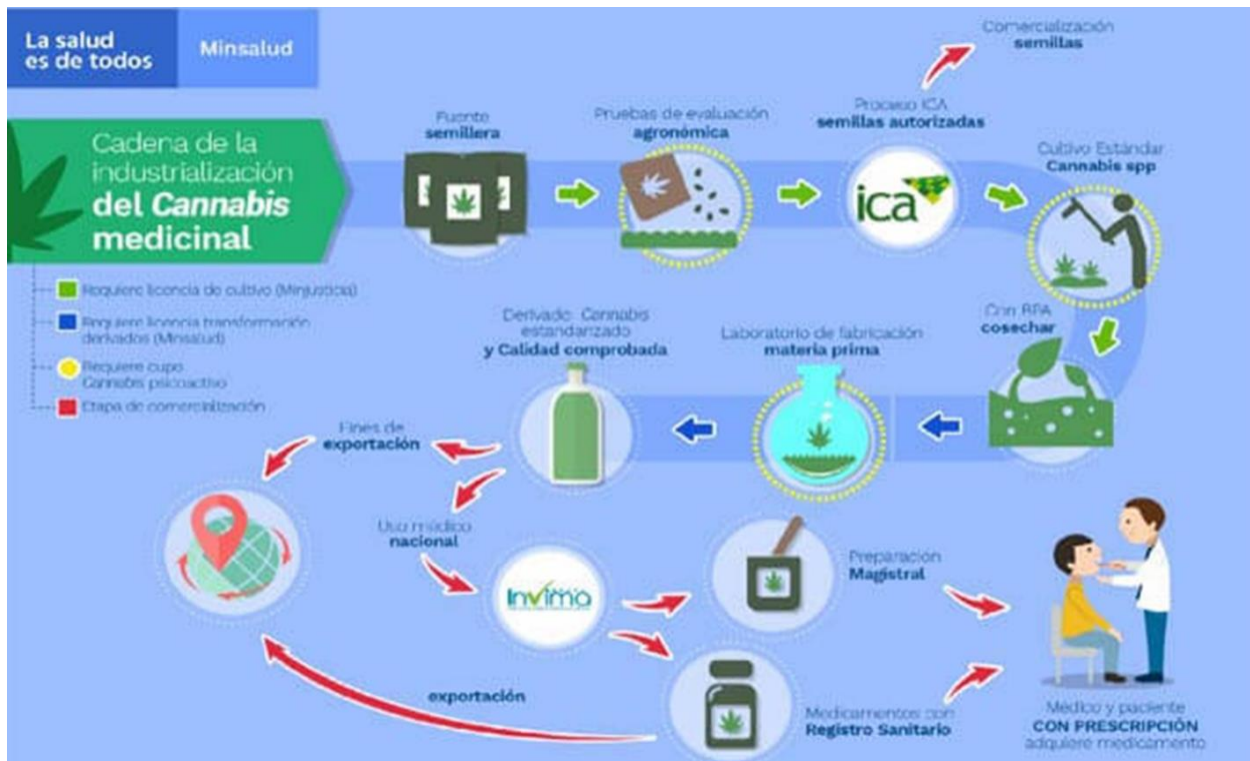 La salud
es de todos
Minsalud
Cadena de la
industrialización
del Cannabis
medicinal
Requiere licencia de cultivo (Minjusticia)
Requiere licencia transformación
derivados (Minsalud)
Requiere cupo
Cannabis psicoactivo
Etapa de comercialización
Fuente
semillera
Pruebas de evaluación
agronómica
Proceso ICA
semillas autorizadas
Comercialización
semillas
ica
Cultivo Estándar
Cannabis spp
Con BPA
cosechar
Laboratorio de fabricación
materia prima
Derivado Cannabis
estandarizado
y Calidad comprobada
Fines de
exportación
Uso médico
nacional
Invima
Preparación
Magistral
Medicamentos con
Registro Sanitario
exportación
Médico y paciente
CON PRESCRIPCIÓN
adquiere medicamento